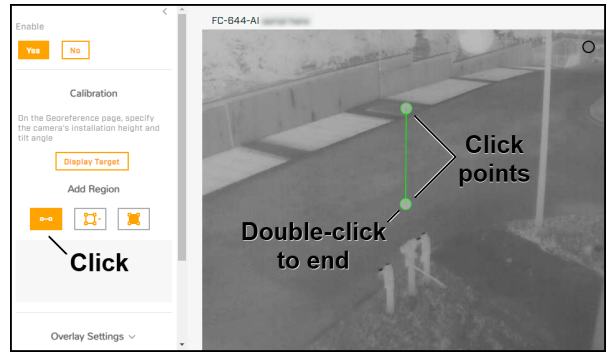 Enable
Yes
No
Calibration
On the Georeference page, specify
the camera's installation height and
tilt angle
Display Target
Add Region
Click
Overlay Settings
FC-644-AI
Click
points
Double-click
to end